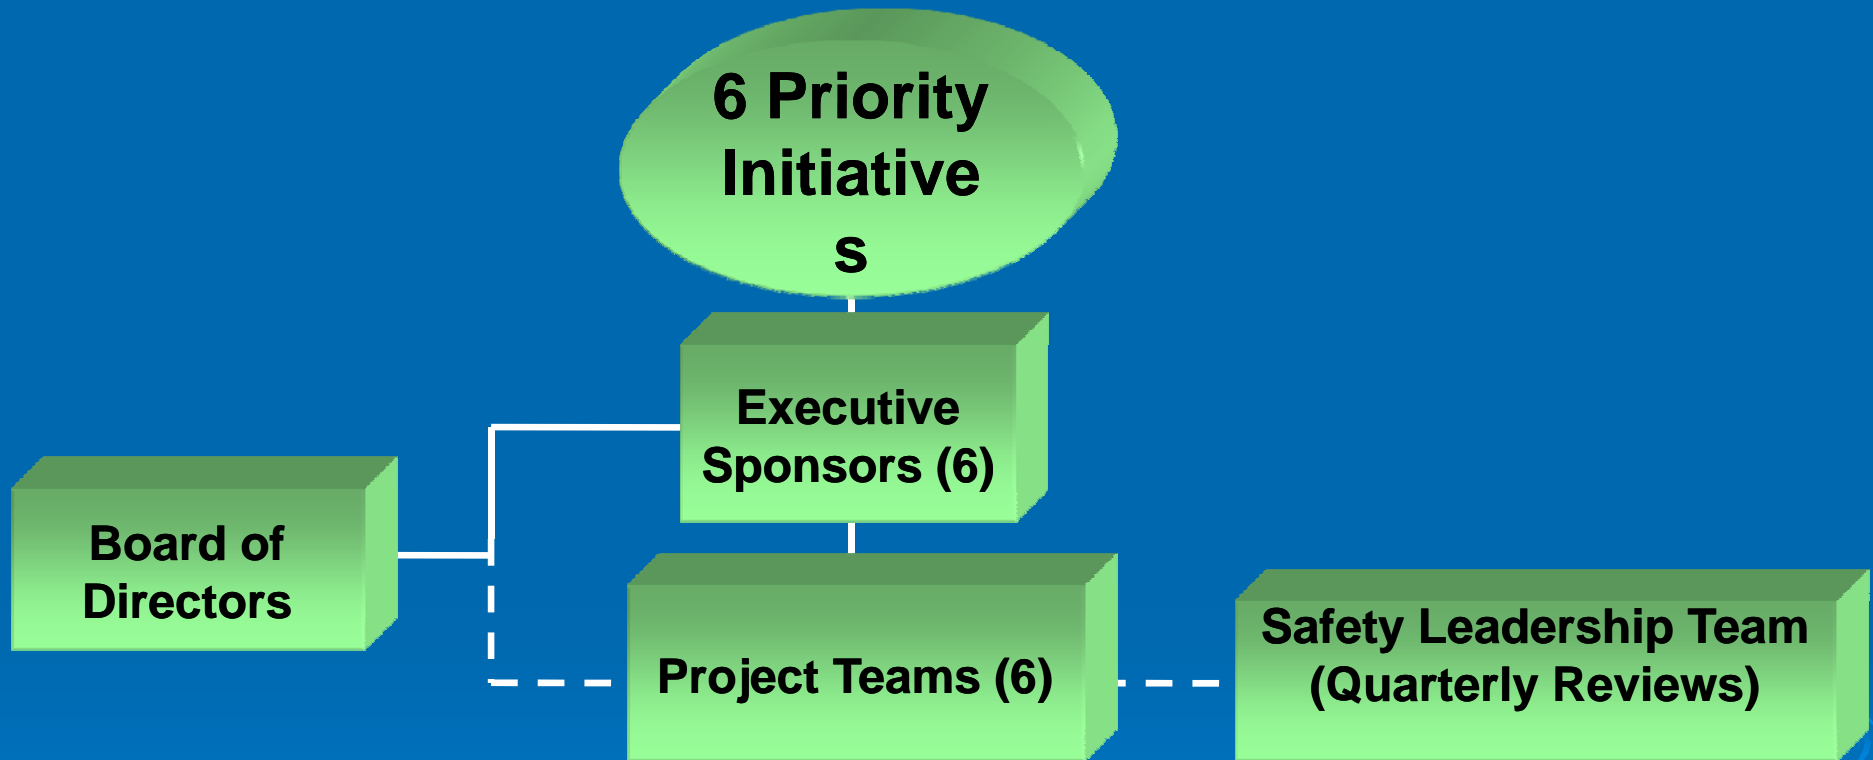 6 Priority
Initiative
s
Executive
Sponsors (6)
Board of
Directors
Project Teams (6)
Safety Leadership Team
(Quarterly Reviews)